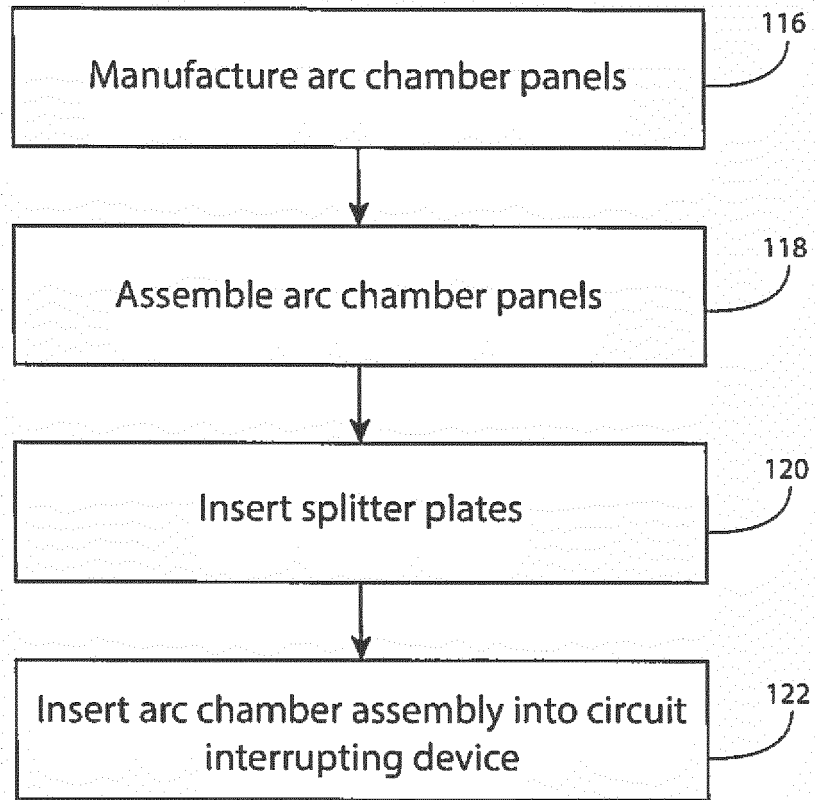 116
Manufacture arc chamber panels
118
Assemble arc chamber panels
120
Insert splitter plates
122
Insert arc chamber assembly into circuit
interrupting device